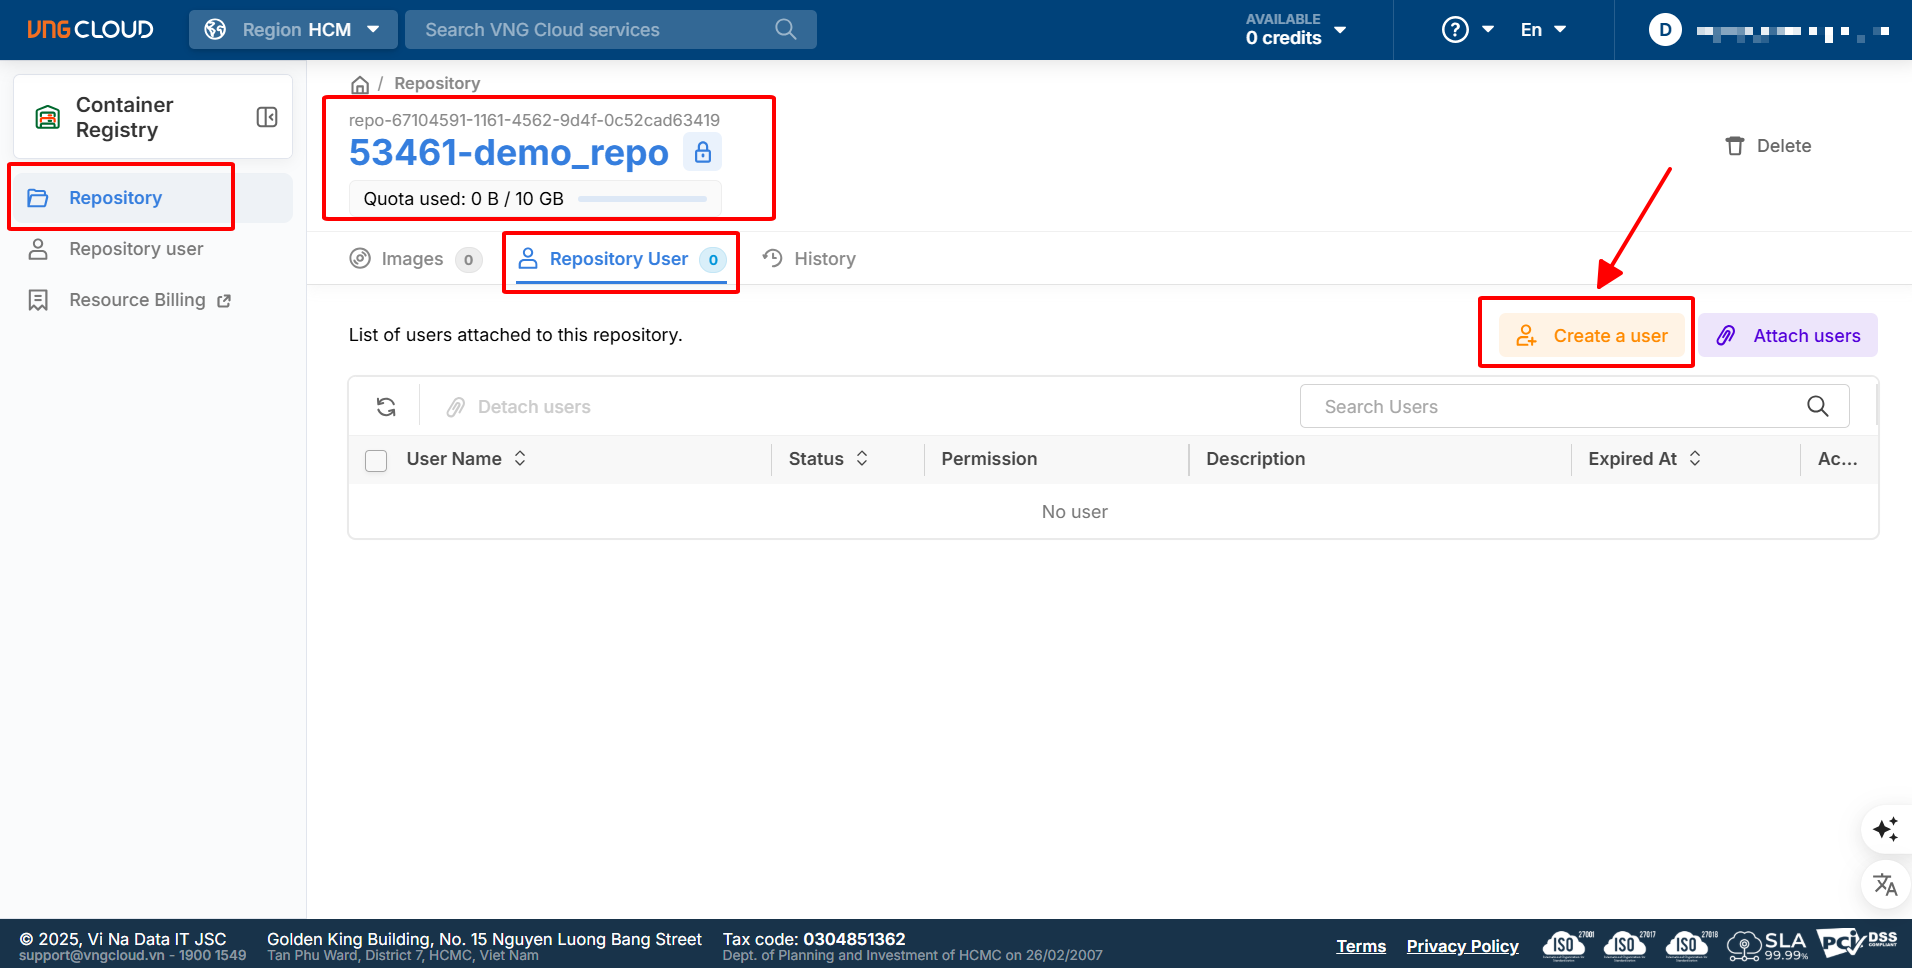 VNG CLOUD
Region HCM
Search VNG Cloud services
AVAILABLE
0 credits
En
D
Container
Registry
Repository
Repository user
Resource Billing
/ Repository
repo-67104591-1161-4562-9d4f-0c52cad63419
53461-demo_repo
Quota used: 0 B / 10 GB
Delete
Images 0
Repository User 0
History
List of users attached to this repository.
Create a user
Attach users
Detach users
Search Users
User Name
Status
Permission
Description
Expired At
Ac...
No user
© 2025, Vi Na Data IT JSC
support@vngcloud.vn - 1900 1549
Golden King Building, No. 15 Nguyen Luong Bang Street
Tan Phu Ward, District 7, HCMC, Viet Nam
Tax code: 0304851362
Dept. of Planning and Investment of HCMC on 26/02/2007
Terms
Privacy Policy
ISO 27001
ISO 27017
ISO 27018
SLA
99.99%
PCI DSS
COMPLIANT